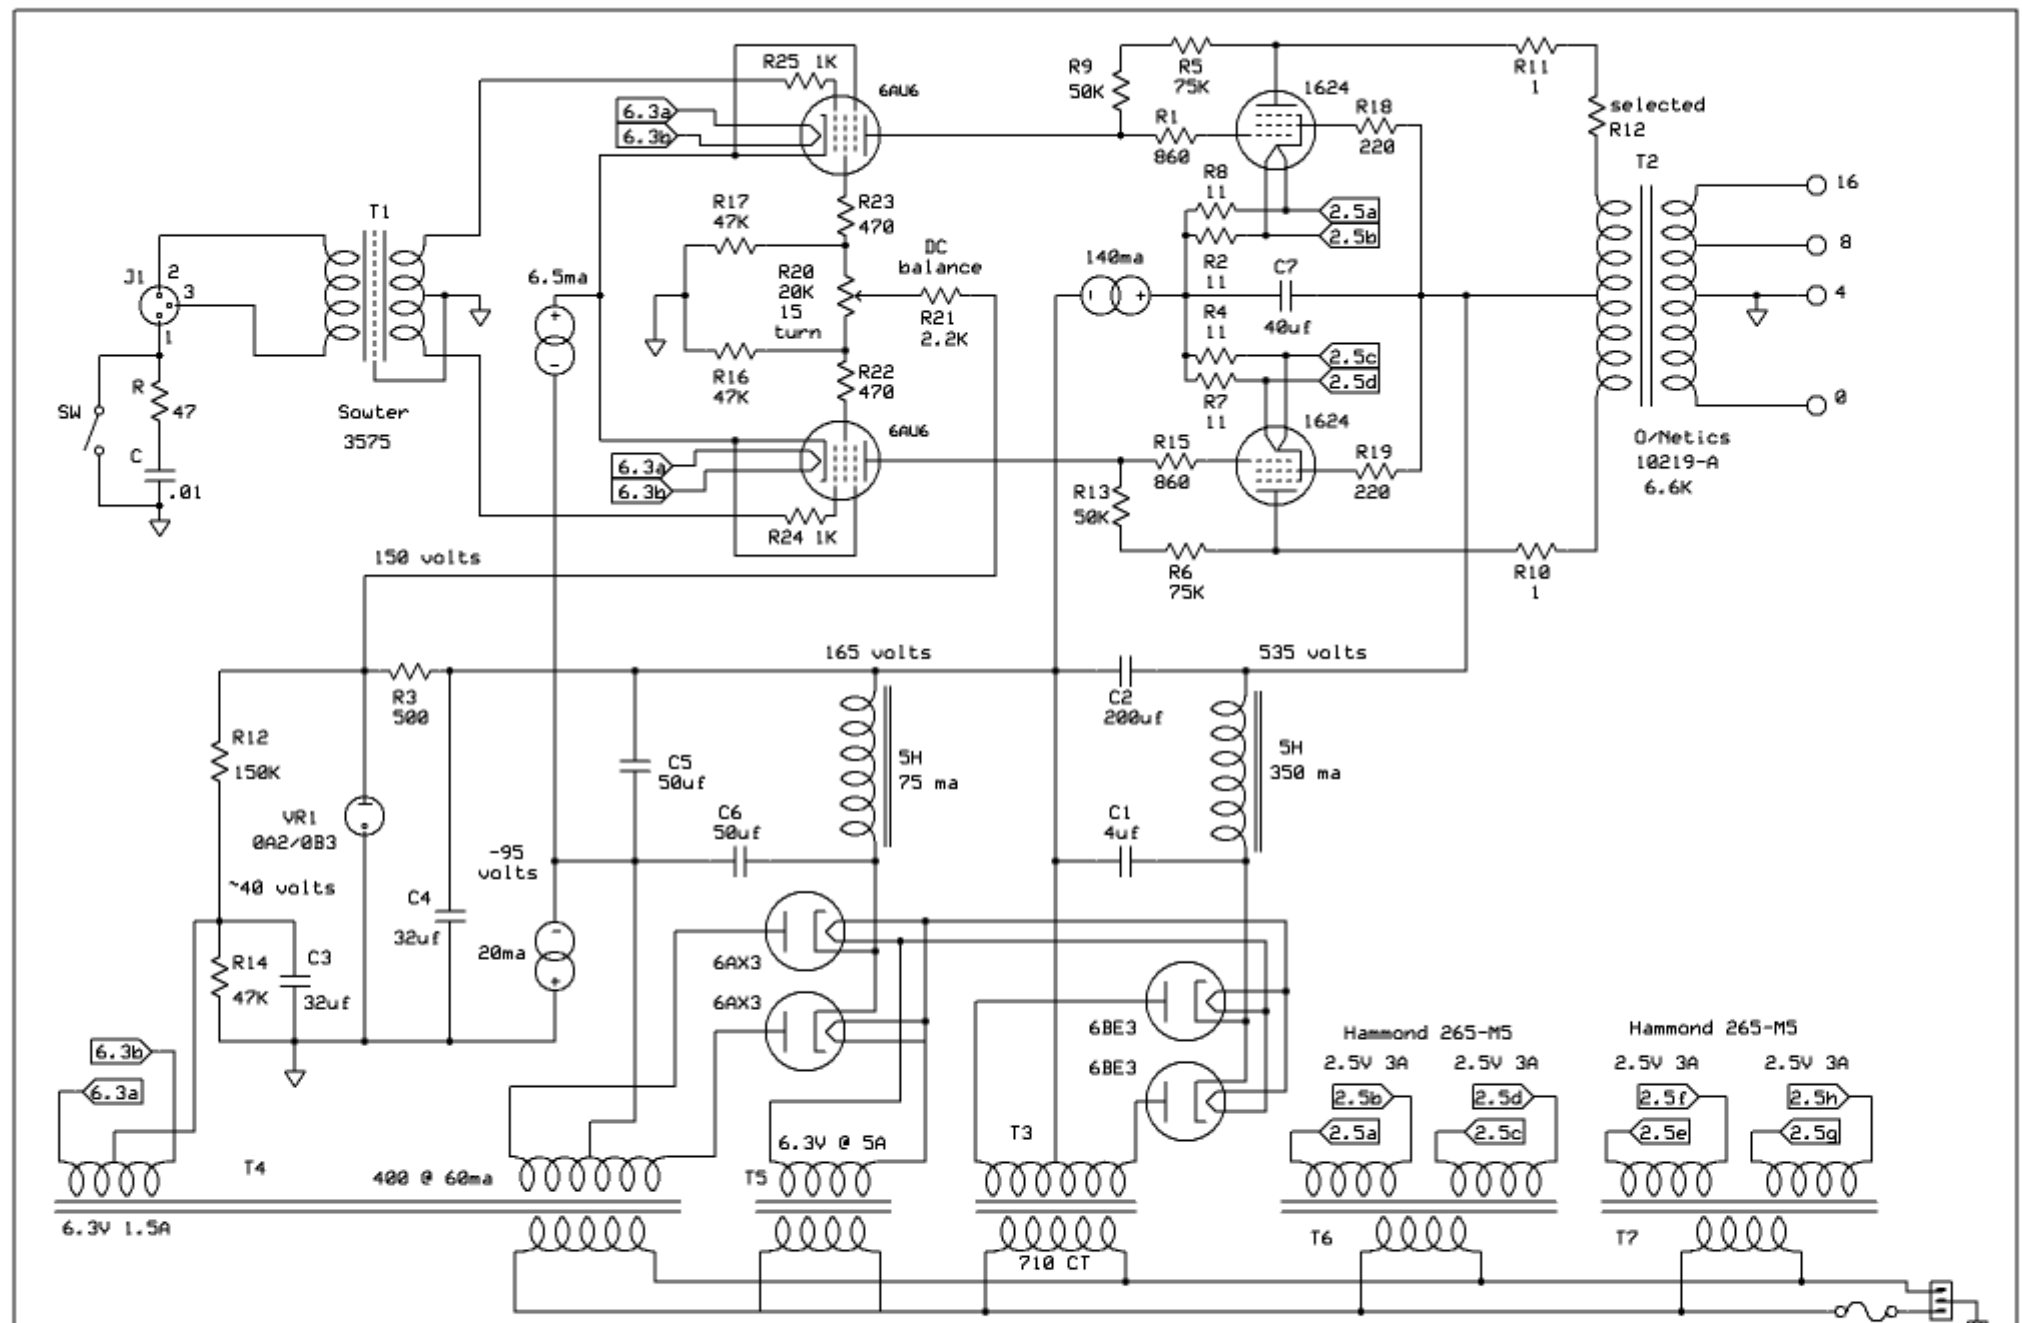 R25 1K
6AU6
6.3a
6.3b
R9
50K
R5
75K
1624
R18
220
R1
860
R11
1
selected
R12
T2
16
8
4
0
O/Netics
10219-A
6.6K
T1
J1
2
3
1
SW
R
47
C
.01
Sowter
3575
6.5ma
+
-
R17
47K
R23
470
R20
20K
15
turn
DC
balance
R21
2.2K
R16
47K
R22
470
6AU6
6.3a
6.3b
R24 1K
R8
11
2.5a
2.5b
R2
11
140ma
-
+
C7
40uf
R4
11
2.5c
2.5d
R7
11
1624
R15
860
R19
220
R13
50K
R6
75K
R10
1
150 volts
165 volts
535 volts
R3
500
R12
150K
VR1
0A2/0B3
~40 volts
R14
47K
C3
32uf
C4
32uf
-95
volts
20ma
-
+
C5
50uf
C6
50uf
5H
75 ma
C2
200uf
C1
4uf
5H
350 ma
6AX3
6AX3
6BE3
6BE3
6.3b
6.3a
T4
6.3V 1.5A
400 @ 60ma
T5
6.3V @ 5A
T3
710 CT
Hammond 265-M5
2.5V 3A
2.5V 3A
2.5b
2.5d
2.5a
2.5c
T6
Hammond 265-M5
2.5V 3A
2.5V 3A
2.5f
2.5h
2.5e
2.5g
T7